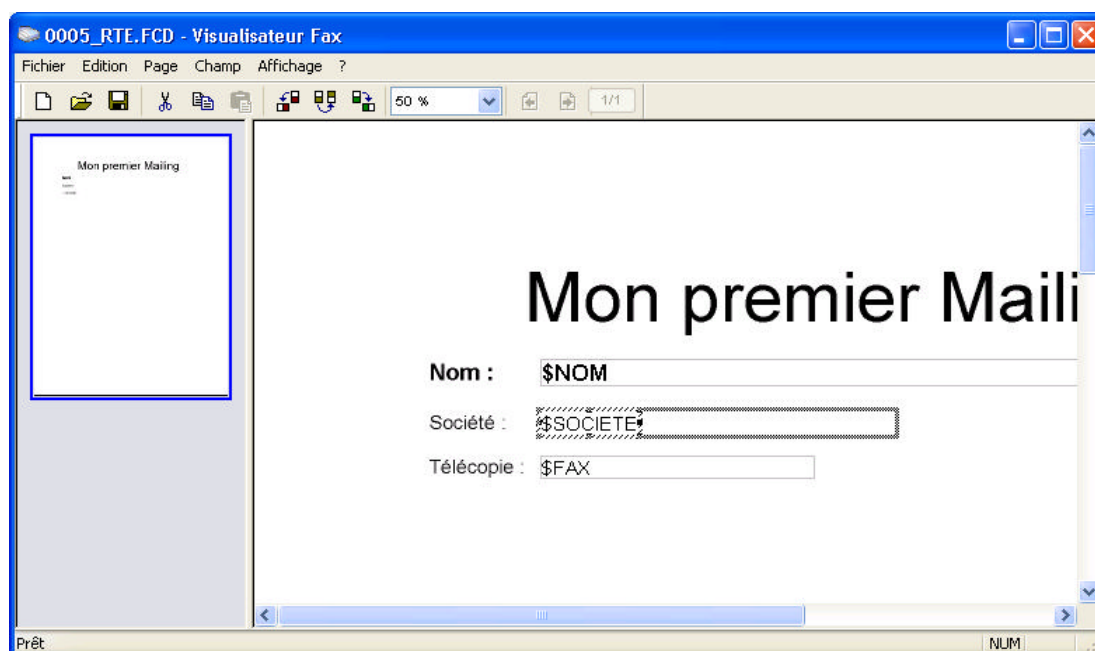 0005_RTE.FCD - Visualisateur Fax
Fichier Edition Page Champ Affichage ?
50 % 1/1
Mon premier Mailing
Mon premier Maili
Nom : $NOM
Société : $SOCIETE
Télécopie : $FAX
Prêt NUM